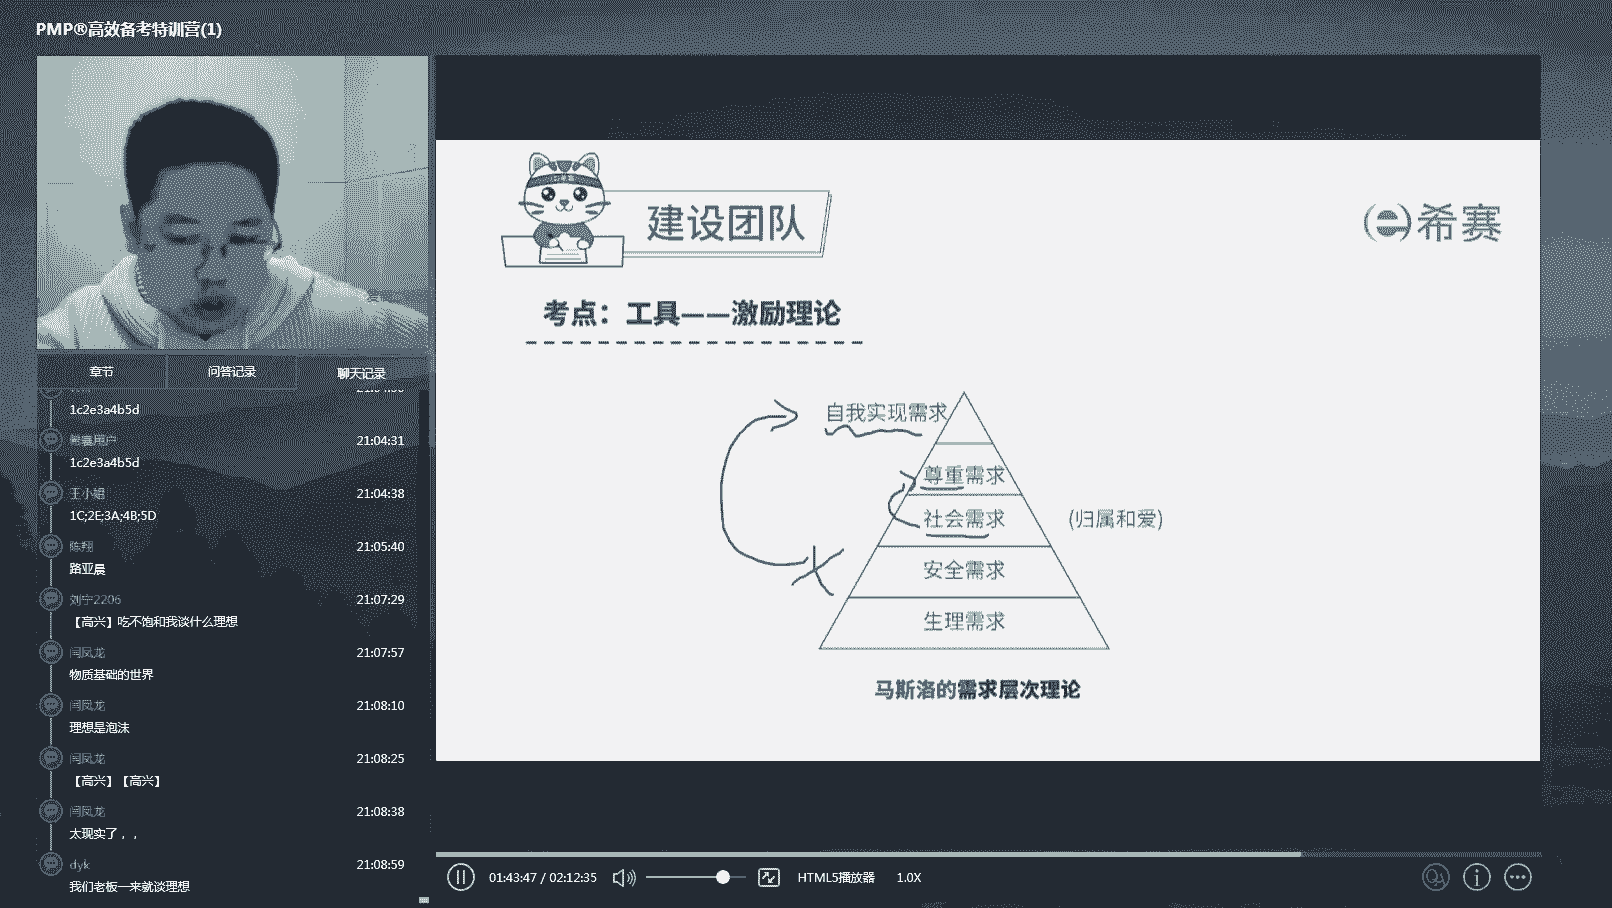 PMP®高效备考特训营(1)
章节
问答记录
聊天记录
1c2e3a4b5d
希赛用户
21:04:31
1c2e3a4b5d
王小娟
21:04:38
1C;2E;3A;4B;5D
陈翔
21:05:40
路亚晨
刘宁2206
21:07:29
【高兴】吃不饱和我谈什么理想
闫凤龙
21:07:57
物质基础的世界
闫凤龙
21:08:10
理想是泡沫
闫凤龙
21:08:25
【高兴】【高兴】
闫凤龙
21:08:38
太现实了，，
dyk
21:08:59
我们老板一来就谈理想
建设团队
希赛
考点：工具——激励理论
自我实现需求
尊重需求
社会需求
(归属和爱)
安全需求
生理需求
马斯洛的需求层次理论
01:43:47 / 02:12:35
HTML5播放器
1.0X